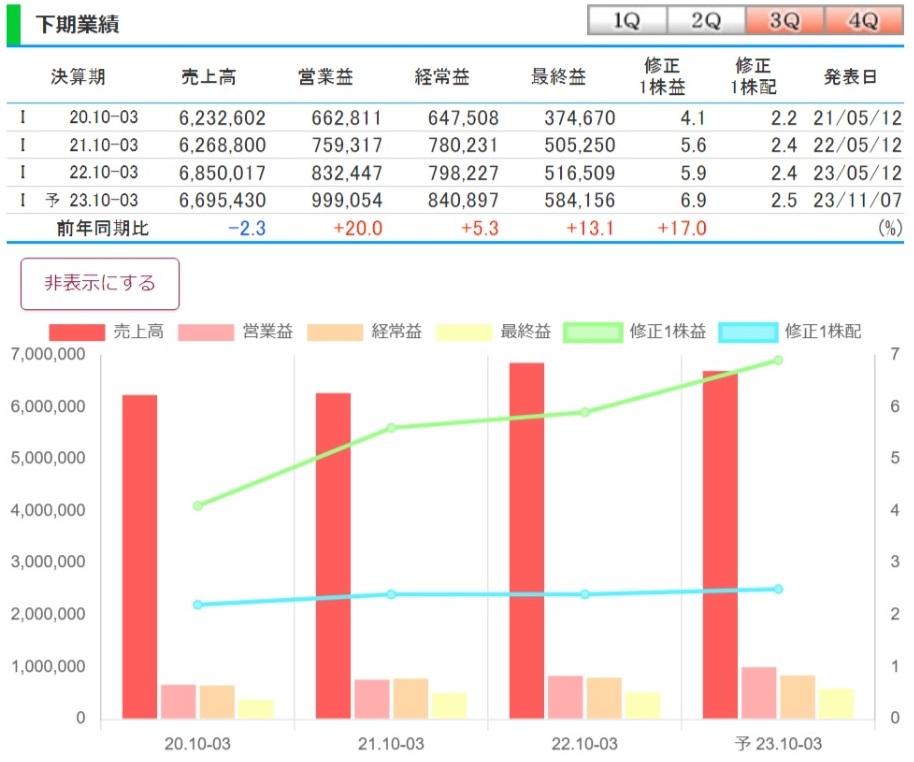 下期業績 1Q 2Q 3Q 4Q
決算期 売上高 営業益 経常益 最終益 修正1株益 修正1株配 発表日
I 20.10-03 6,232,602 662,811 647,508 374,670 4.1 2.2 21/05/12
I 21.10-03 6,268,800 759,317 780,231 505,250 5.6 2.4 22/05/12
I 22.10-03 6,850,017 832,447 798,227 516,509 5.9 2.4 23/05/12
I 予 23.10-03 6,695,430 999,054 840,897 584,156 6.9 2.5 23/11/07
前年同期比 -2.3 +20.0 +5.3 +13.1 +17.0 (%)
非表示にする
売上高 営業益 経常益 最終益 修正1株益 修正1株配
7,000,000 7
6,000,000 6
5,000,000 5
4,000,000 4
3,000,000 3
2,000,000 2
1,000,000 1
0 0
20.10-03 21.10-03 22.10-03 予 23.10-03